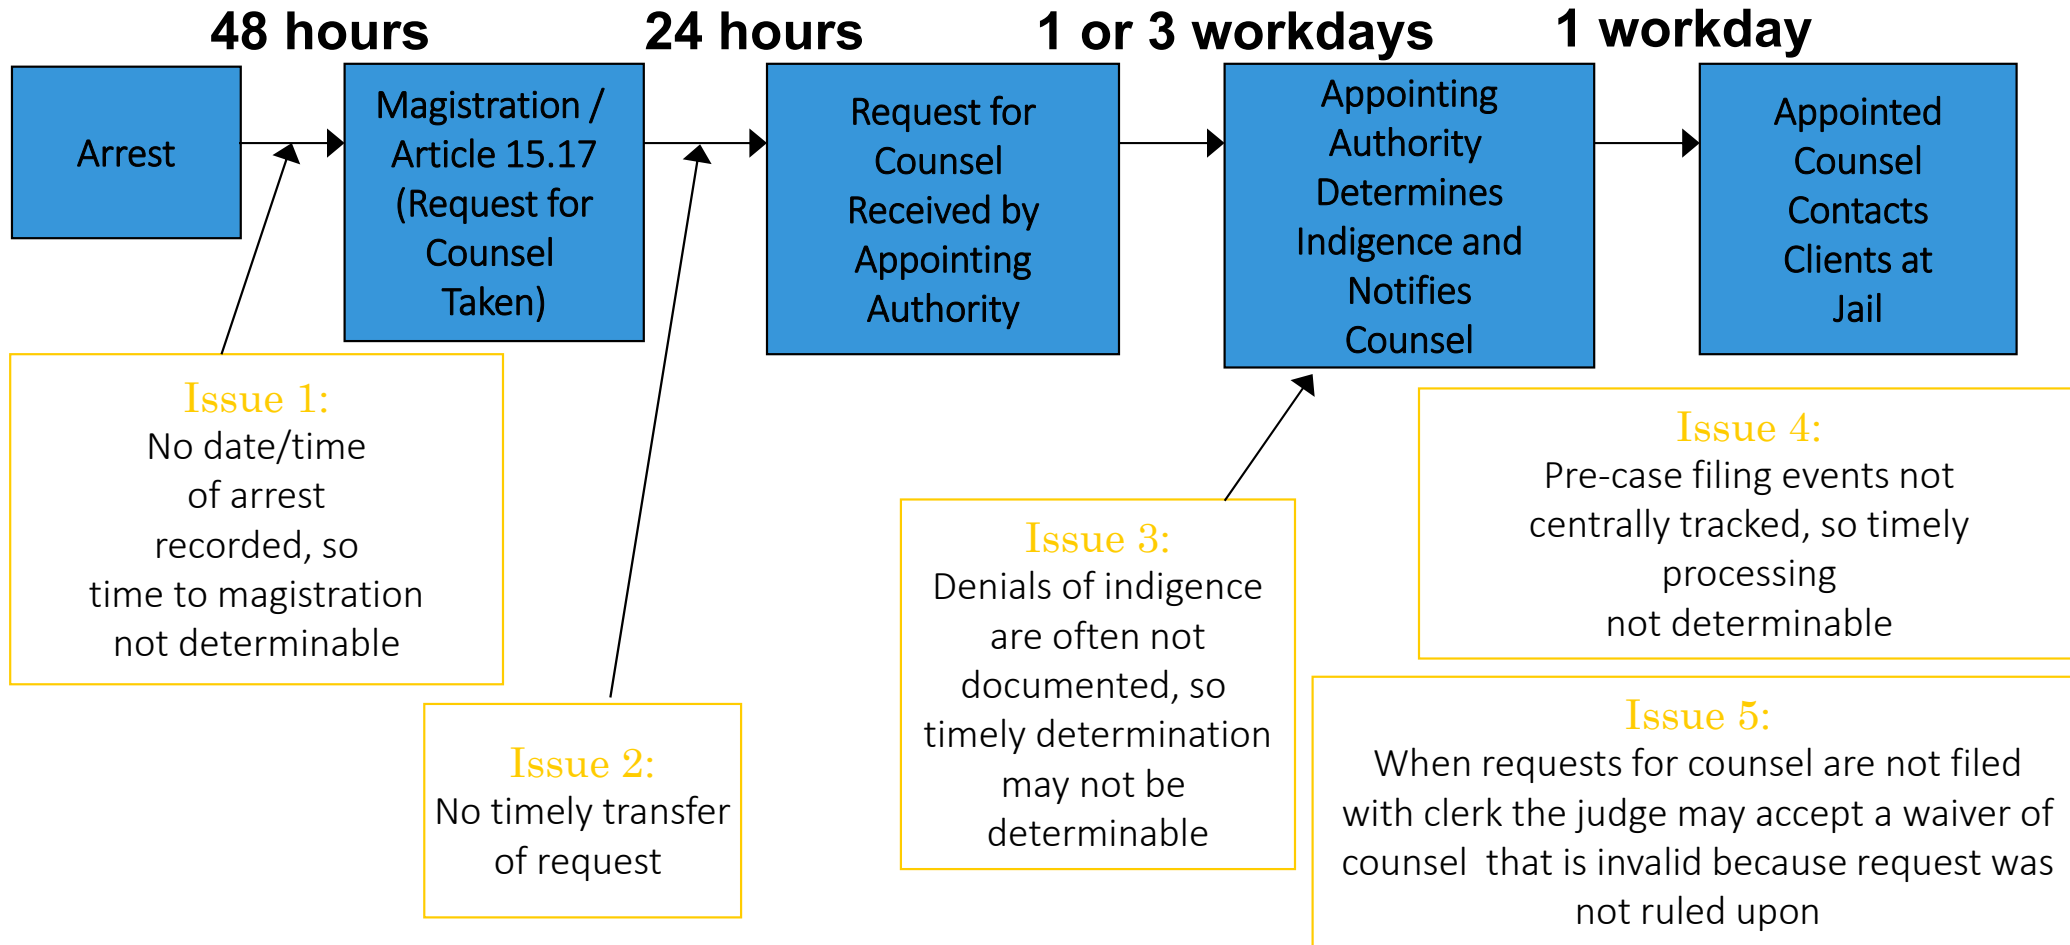 48 hours
24 hours
1 or 3 workdays
1 workday
Arrest
Magistration /
Article 15.17
(Request for
Counsel
Taken)
Request for
Counsel
Received by
Appointing
Authority
Appointing
Authority
Determines
Indigence and
Notifies
Counsel
Appointed
Counsel
Contacts
Clients at
Jail
Issue 1:
No date/time
of arrest
recorded, so
time to magistration
not determinable
Issue 2:
No timely transfer
of request
Issue 3:
Denials of indigence
are often not
documented, so
timely determination
may not be
determinable
Issue 4:
Pre-case filing events not
centrally tracked, so timely
processing
not determinable
Issue 5:
When requests for counsel are not filed
with clerk the judge may accept a waiver of
counsel that is invalid because request was
not ruled upon